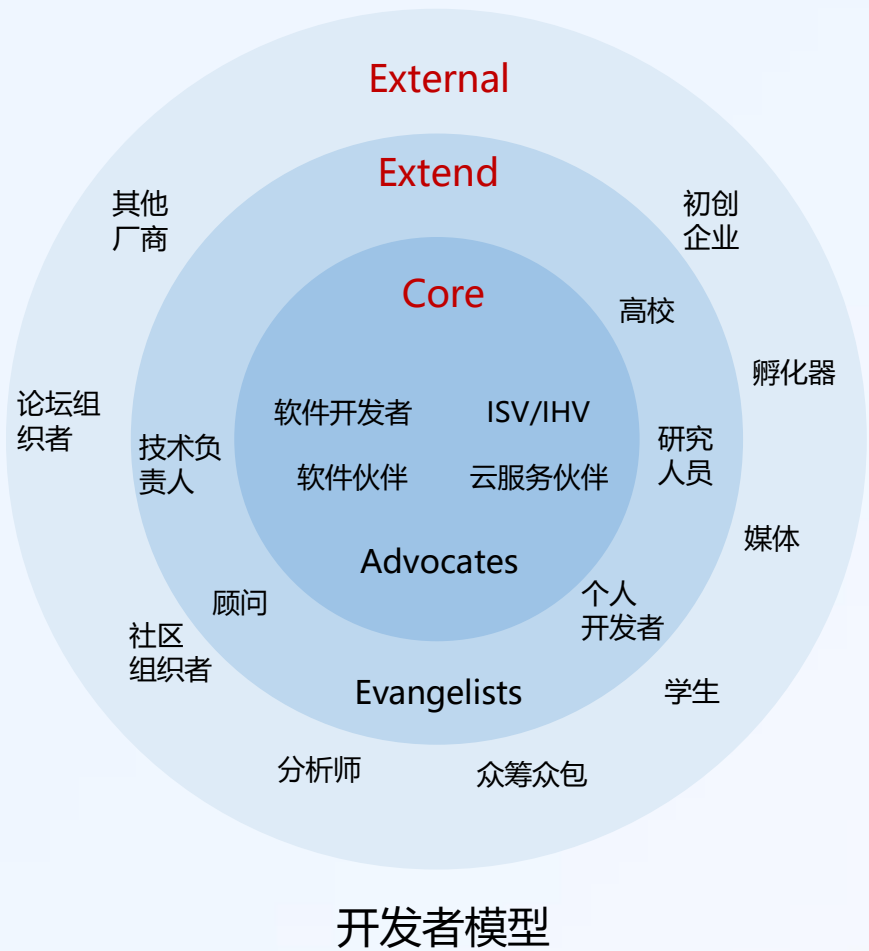 External
Extend
其他
厂商
初创
企业
Core
高校
孵化器
论坛组
织者
软件开发者
ISV/IHV
技术负
责人
研究
人员
软件伙伴
云服务伙伴
媒体
Advocates
顾问
个人
开发者
社区
组织者
Evangelists
学生
分析师
众筹众包
开发者模型